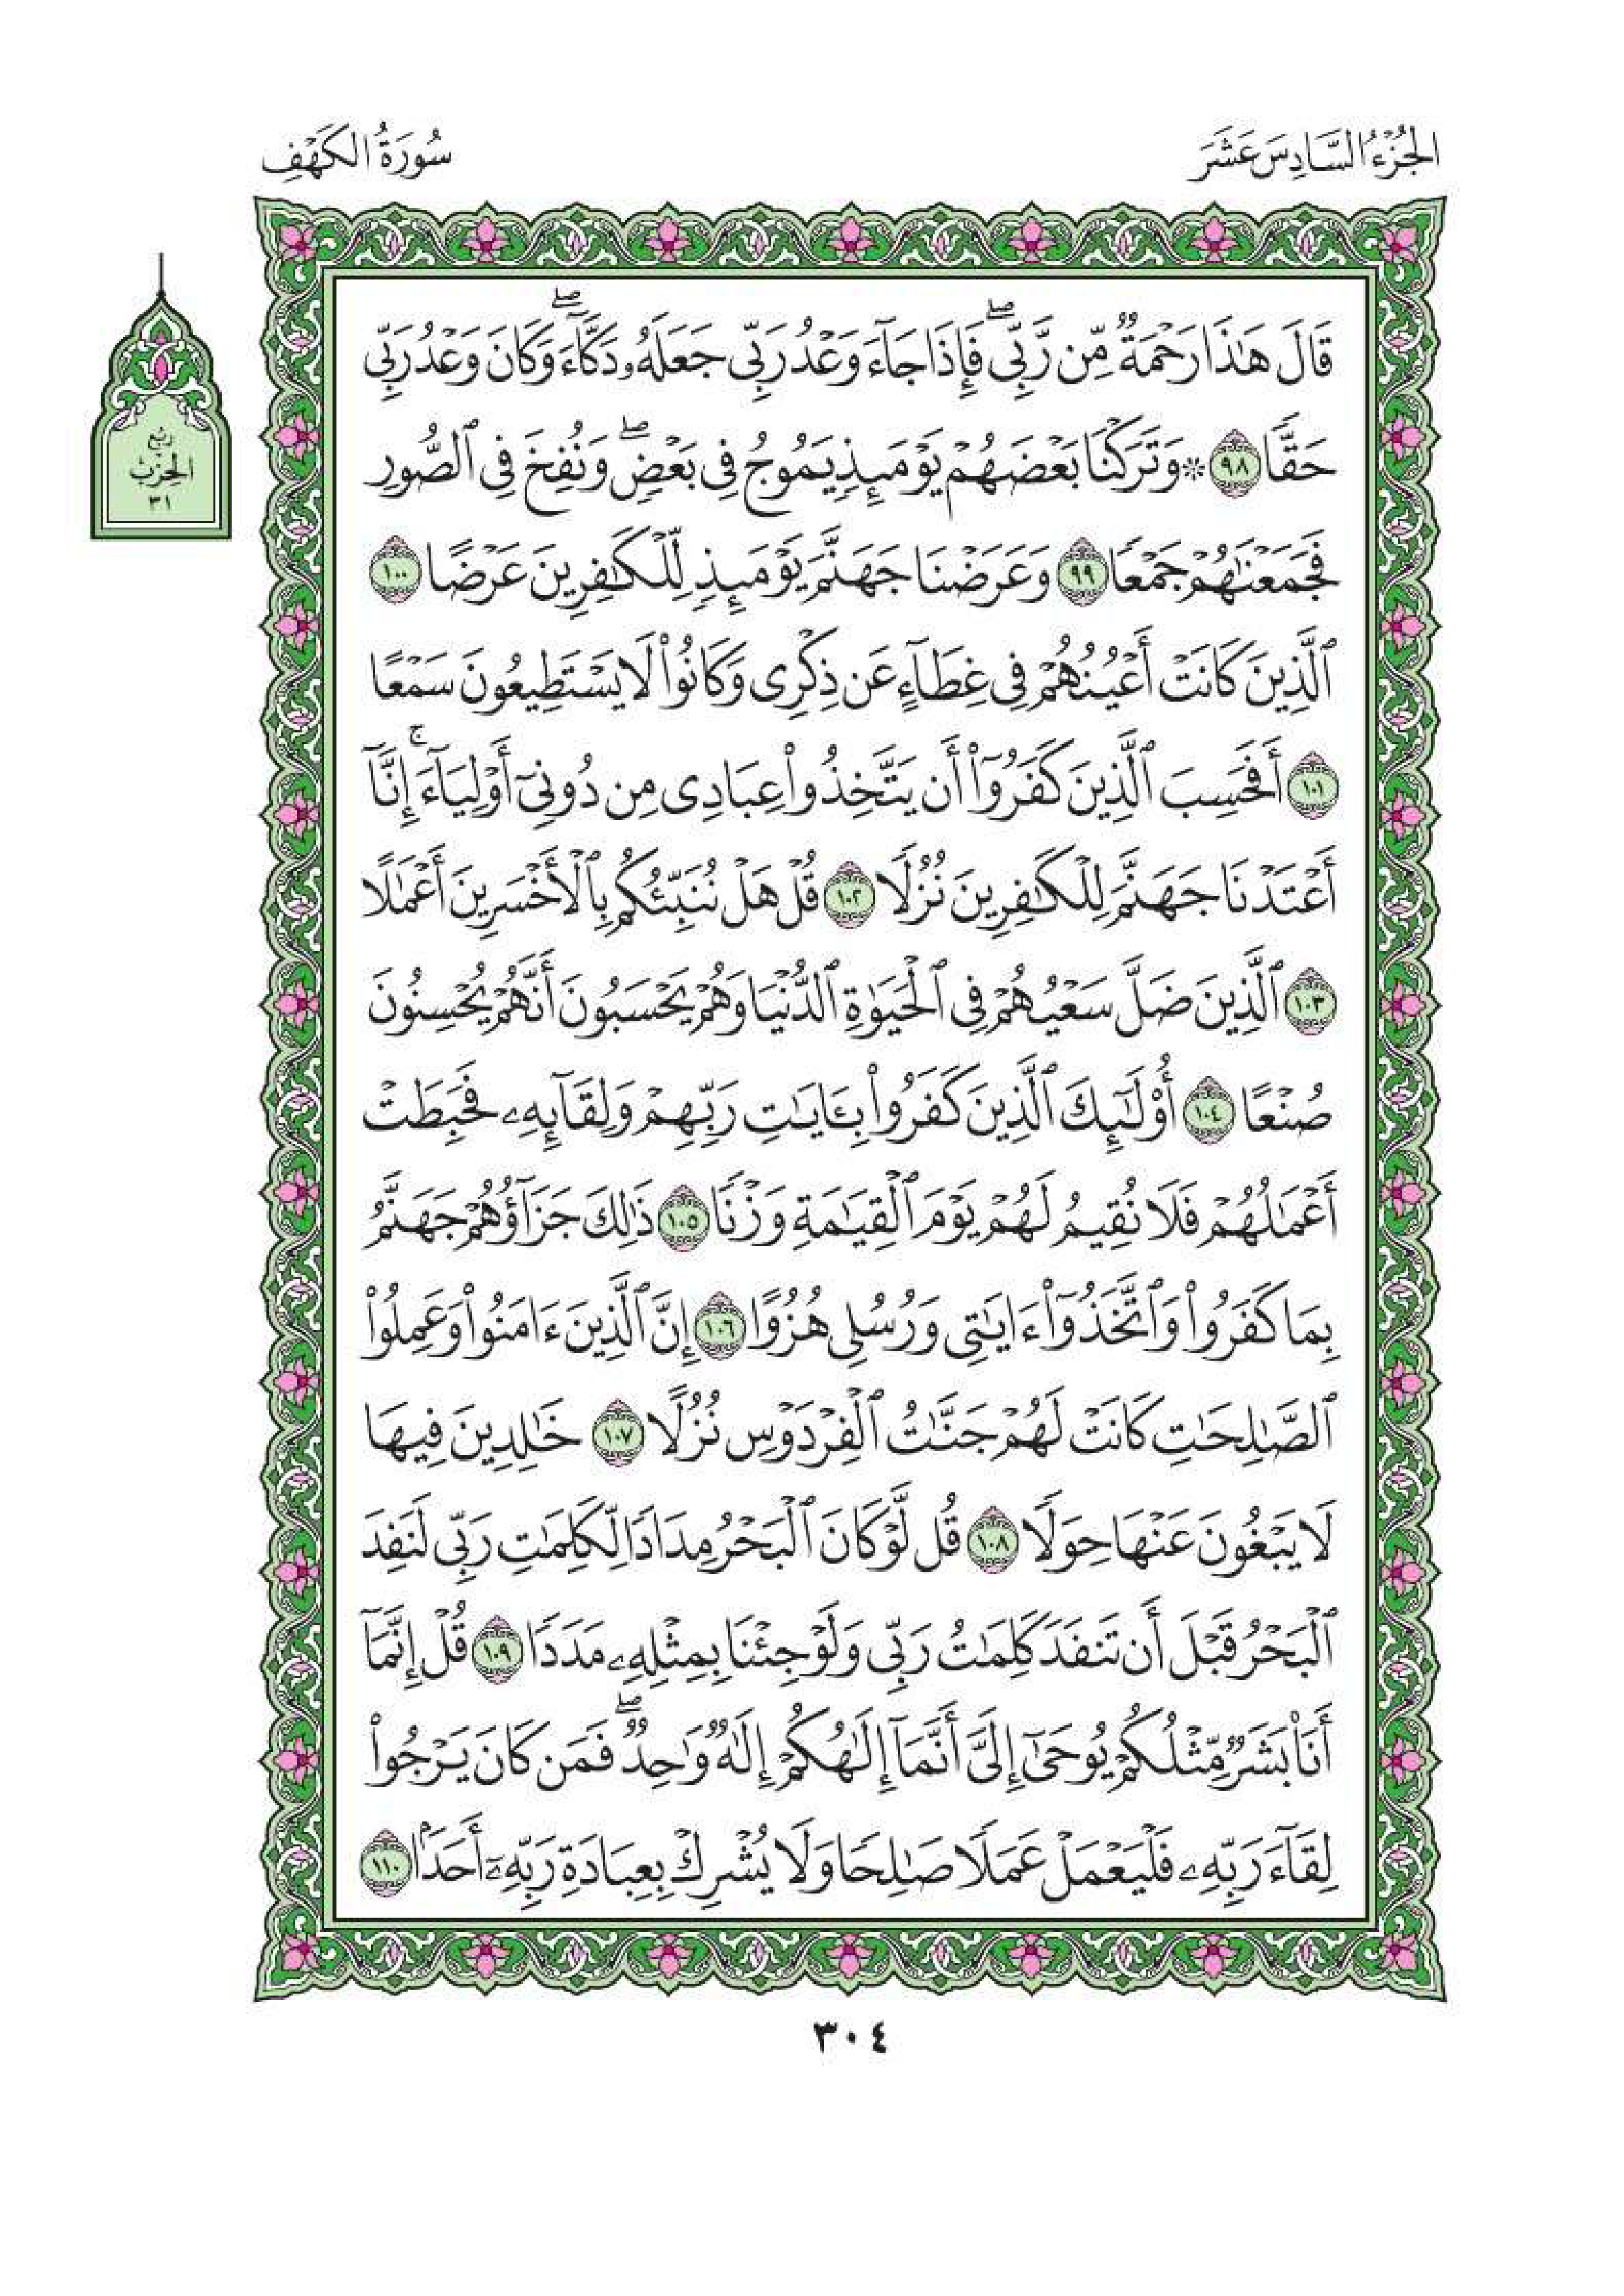 الجُزْءُ السَّادِسَ عَشَرَ
سُورَةُ الكَهْفِ
قَالَ هَٰذَا رَحْمَةٌ مِّن رَّبِّي ۖ فَإِذَا جَآءَ وَعْدُ رَبِّي جَعَلَهُۥ دَكَّآءَ ۖ وَكَانَ وَعْدُ رَبِّي
حَقًّا ٩٨ ۞ وَتَرَكْنَا بَعْضَهُمْ يَوْمَئِذٍ يَمُوجُ فِي بَعْضٍ ۖ وَنُفِخَ فِي ٱلصُّورِ
فَجَمَعْنَٰهُمْ جَمْعًا ٩٩ وَعَرَضْنَا جَهَنَّمَ يَوْمَئِذٍ لِّلْكَٰفِرِينَ عَرْضًا ١٠٠
ٱلَّذِينَ كَانَتْ أَعْيُنُهُمْ فِي غِطَآءٍ عَن ذِكْرِي وَكَانُوا۟ لَا يَسْتَطِيعُونَ سَمْعًا
١٠١ أَفَحَسِبَ ٱلَّذِينَ كَفَرُوٓا۟ أَن يَتَّخِذُوا۟ عِبَادِي مِن دُونِيٓ أَوْلِيَآءَ ۚ إِنَّآ
أَعْتَدْنَا جَهَنَّمَ لِلْكَٰفِرِينَ نُزُلًا ١٠٢ قُلْ هَلْ نُنَبِّئُكُم بِٱلْأَخْسَرِينَ أَعْمَٰلًا
١٠٣ ٱلَّذِينَ ضَلَّ سَعْيُهُمْ فِي ٱلْحَيَوٰةِ ٱلدُّنْيَا وَهُمْ يَحْسَبُونَ أَنَّهُمْ يُحْسِنُونَ
صُنْعًا ١٠٤ أُو۟لَٰٓئِكَ ٱلَّذِينَ كَفَرُوا۟ بِـَٔايَٰتِ رَبِّهِمْ وَلِقَآئِهِۦ فَحَبِطَتْ
أَعْمَٰلُهُمْ فَلَا نُقِيمُ لَهُمْ يَوْمَ ٱلْقِيَٰمَةِ وَزْنًا ١٠٥ ذَٰلِكَ جَزَآؤُهُمْ جَهَنَّمُ
بِمَا كَفَرُوا۟ وَٱتَّخَذُوٓا۟ ءَايَٰتِي وَرُسُلِي هُزُوًا ١٠٦ إِنَّ ٱلَّذِينَ ءَامَنُوا۟ وَعَمِلُوا۟
ٱلصَّٰلِحَٰتِ كَانَتْ لَهُمْ جَنَّٰتُ ٱلْفِرْدَوْسِ نُزُلًا ١٠٧ خَٰلِدِينَ فِيهَا
لَا يَبْغُونَ عَنْهَا حِوَلًا ١٠٨ قُل لَّوْ كَانَ ٱلْبَحْرُ مِدَادًا لِّكَلِمَٰتِ رَبِّي لَنَفِدَ
ٱلْبَحْرُ قَبْلَ أَن تَنفَدَ كَلِمَٰتُ رَبِّي وَلَوْ جِئْنَا بِمِثْلِهِۦ مَدَدًا ١٠٩ قُلْ إِنَّمَآ
أَنَا۠ بَشَرٌ مِّثْلُكُمْ يُوحَىٰٓ إِلَيَّ أَنَّمَآ إِلَٰهُكُمْ إِلَٰهٌ وَٰحِدٌ ۖ فَمَن كَانَ يَرْجُوا۟
لِقَآءَ رَبِّهِۦ فَلْيَعْمَلْ عَمَلًا صَٰلِحًا وَلَا يُشْرِكْ بِعِبَادَةِ رَبِّهِۦٓ أَحَدًۢا ١١٠
رُبْع
الحِزْب
٣١
٣٠٤